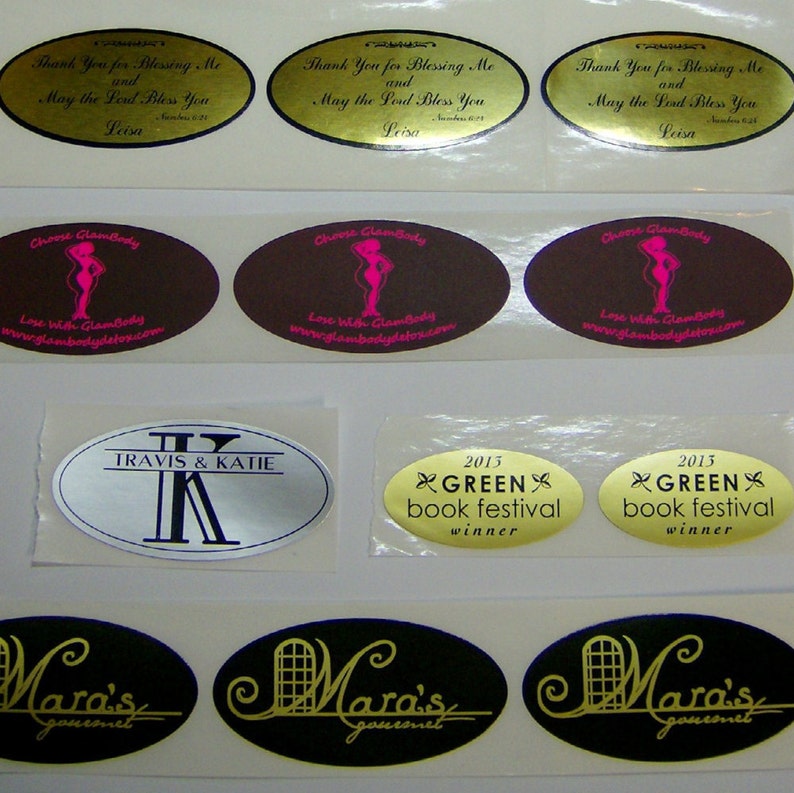 Thank You for Blessing Me
and
May the Lord Bless You
Numbers 6:24
Leisa
Thank You for Blessing Me
and
May the Lord Bless You
Numbers 6:24
Leisa
Thank You for Blessing Me
and
May the Lord Bless You
Numbers 6:24
Leisa
Choose GlamBody
Lose With GlamBody
www.glambodydetox.com
Choose GlamBody
Lose With GlamBody
www.glambodydetox.com
Choose GlamBody
Lose With GlamBody
www.glambodydetox.com
K
TRAVIS & KATIE
2013
GREEN
book festival
winner
2013
GREEN
book festival
winner
Mara's
gourmet
Mara's
gourmet
Mara's
gourmet